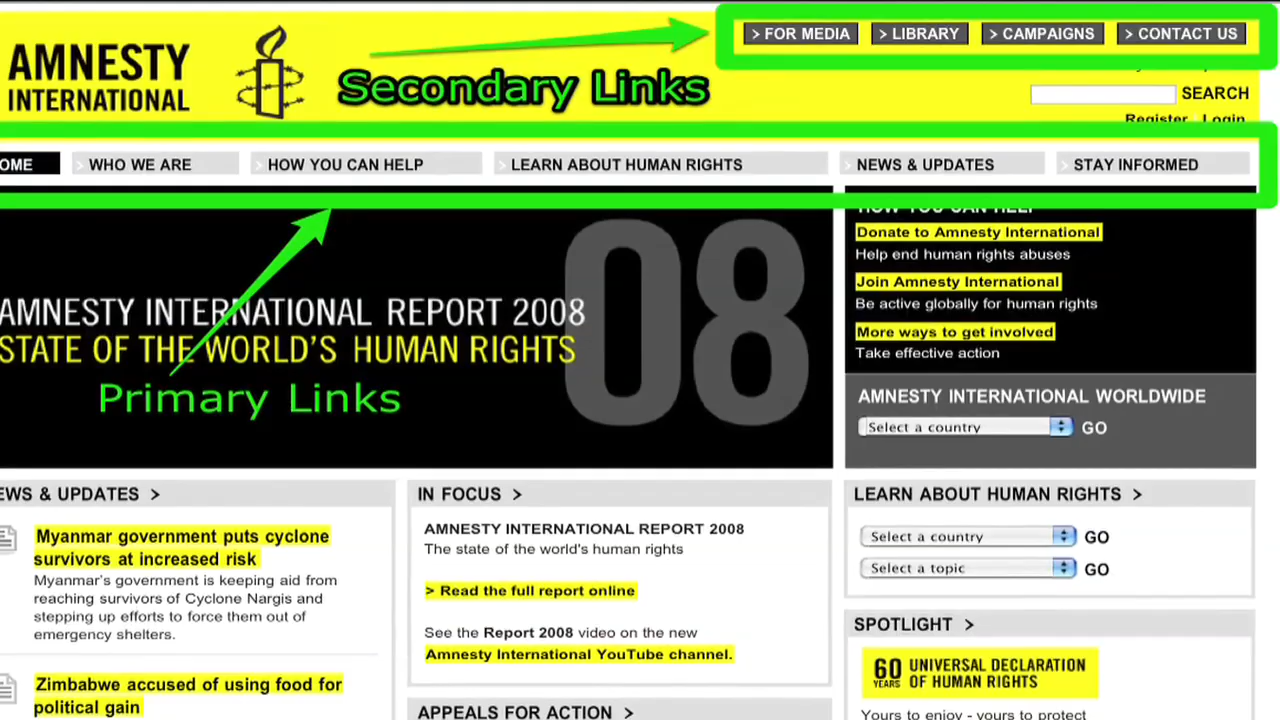 AMNESTY
INTERNATIONAL
Secondary Links
> FOR MEDIA
> LIBRARY
> CAMPAIGNS
> CONTACT US
SEARCH
Register Login
OME
> WHO WE ARE
> HOW YOU CAN HELP
> LEARN ABOUT HUMAN RIGHTS
> NEWS & UPDATES
> STAY INFORMED
08
AMNESTY INTERNATIONAL REPORT 2008
STATE OF THE WORLD'S HUMAN RIGHTS
Primary Links
HOW YOU CAN HELP
Donate to Amnesty International
Help end human rights abuses
Join Amnesty International
Be active globally for human rights
More ways to get involved
Take effective action
AMNESTY INTERNATIONAL WORLDWIDE
Select a country GO
EWS & UPDATES >
Myanmar government puts cyclone
survivors at increased risk
Myanmar's government is keeping aid from
reaching survivors of Cyclone Nargis and
stepping up efforts to force them out of
emergency shelters.
Zimbabwe accused of using food for
political gain
IN FOCUS >
AMNESTY INTERNATIONAL REPORT 2008
The state of the world's human rights
> Read the full report online
See the Report 2008 video on the new
Amnesty International YouTube channel.
APPEALS FOR ACTION >
LEARN ABOUT HUMAN RIGHTS >
Select a country GO
Select a topic GO
SPOTLIGHT >
60 YEARS
UNIVERSAL DECLARATION
OF HUMAN RIGHTS
Yours to enjoy - yours to protect